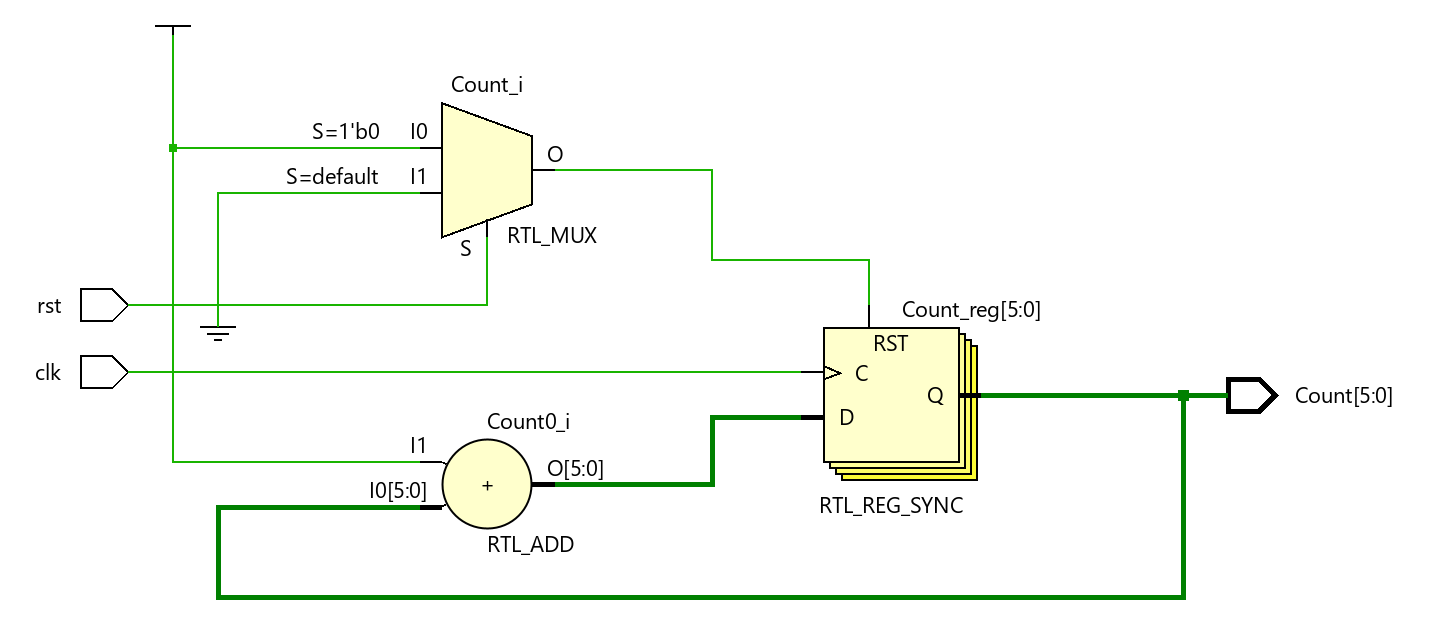 Count_i
S=1'b0 I0
O
S=default I1
RTL_MUX
S
rst
Count_reg[5:0]
RST
clk
C
Q
Count[5:0]
D
Count0_i
I1
O[5:0]
I0[5:0]
+
RTL_REG_SYNC
RTL_ADD